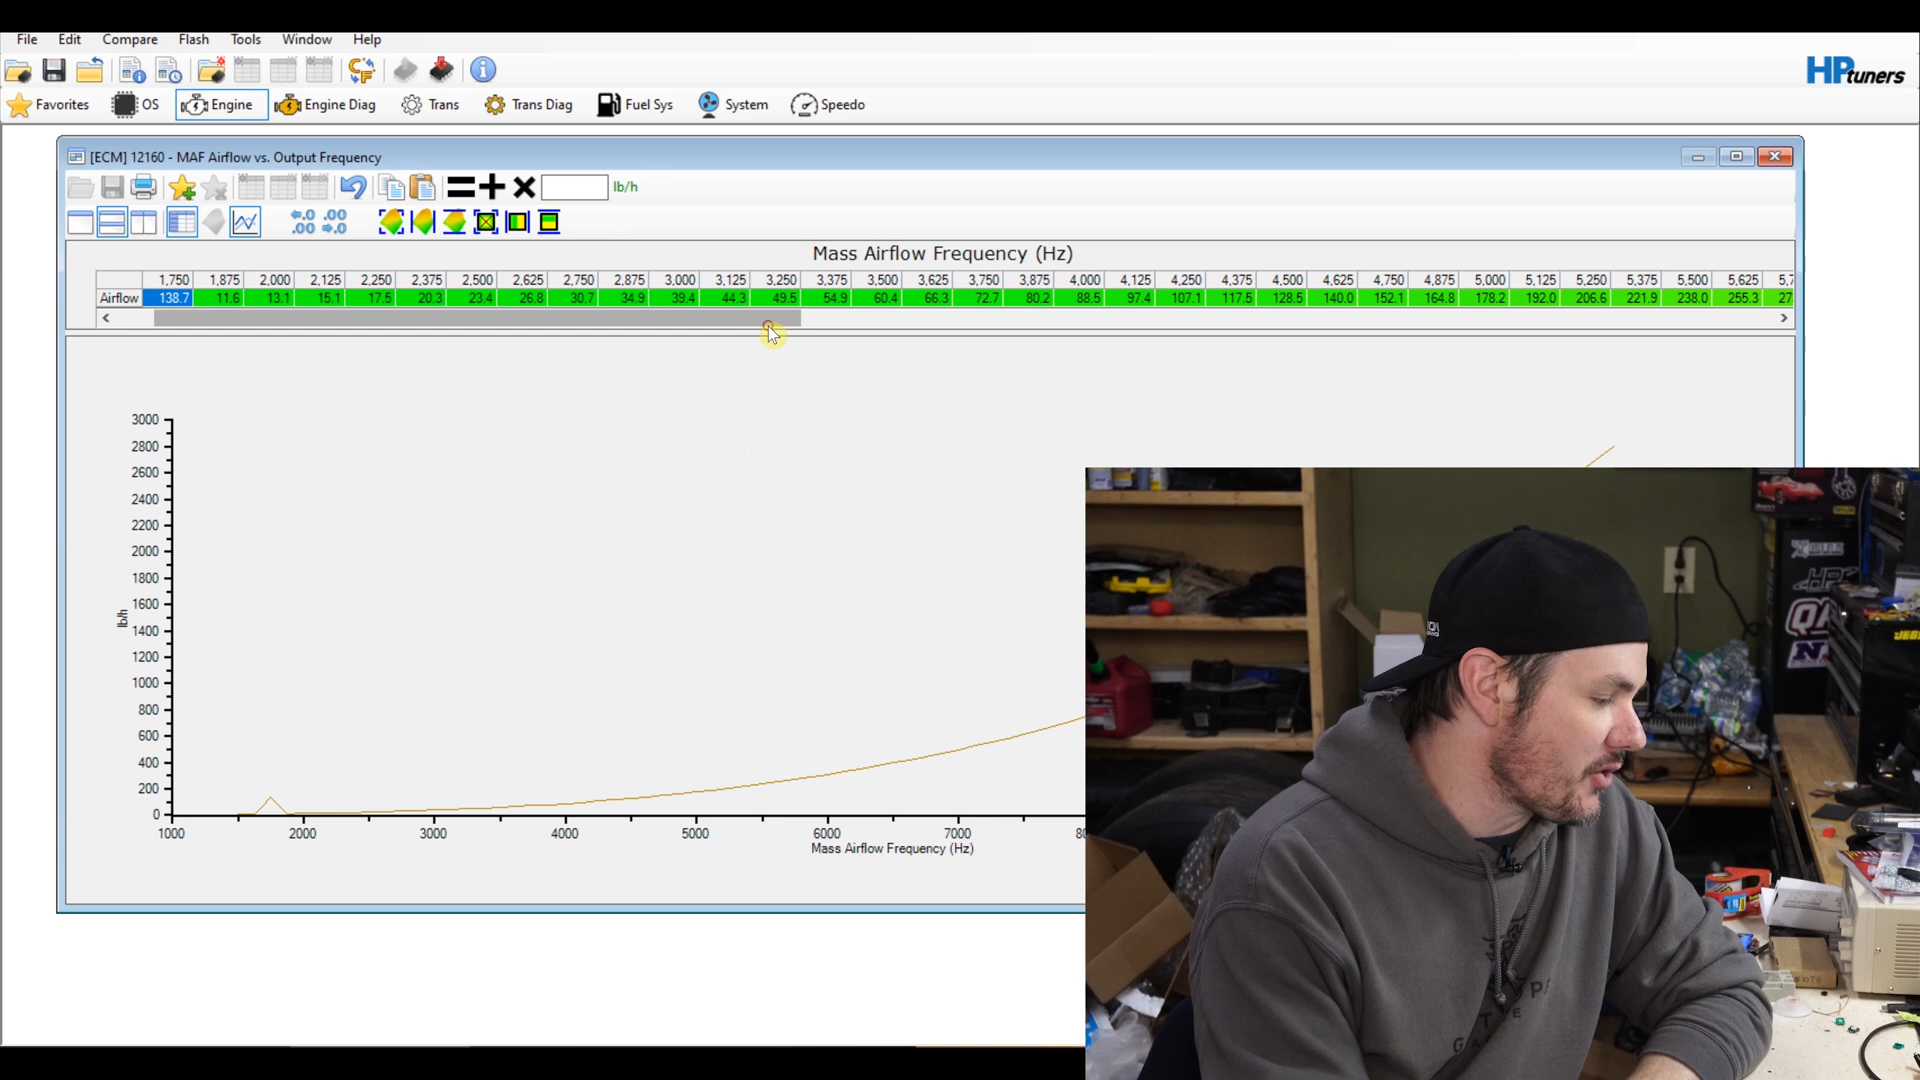 File Edit Compare Flash Tools Window Help
HPtuners
Favorites OS Engine Engine Diag Trans Trans Diag Fuel Sys System Speedo
[ECM] 12160 - MAF Airflow vs. Output Frequency
lb/h
Mass Airflow Frequency (Hz)
1,750 1,875 2,000 2,125 2,250 2,375 2,500 2,625 2,750 2,875 3,000 3,125 3,250 3,375 3,500 3,625 3,750 3,875 4,000 4,125 4,250 4,375 4,500 4,625 4,750 4,875 5,000 5,125 5,250 5,375 5,500 5,625 5,7
Airflow 138.7 11.6 13.1 15.1 17.5 20.3 23.4 26.8 30.7 34.9 39.4 44.3 49.5 54.9 60.4 66.3 72.7 80.2 88.5 97.4 107.1 117.5 128.5 140.0 152.1 164.8 178.2 192.0 206.6 221.9 238.0 255.3 27
3000
2800
2600
2400
2200
2000
1800
1600
1400
1200
1000
800
600
400
200
0
lb/h
1000 2000 3000 4000 5000 6000 7000 80
Mass Airflow Frequency (Hz)
JEGS